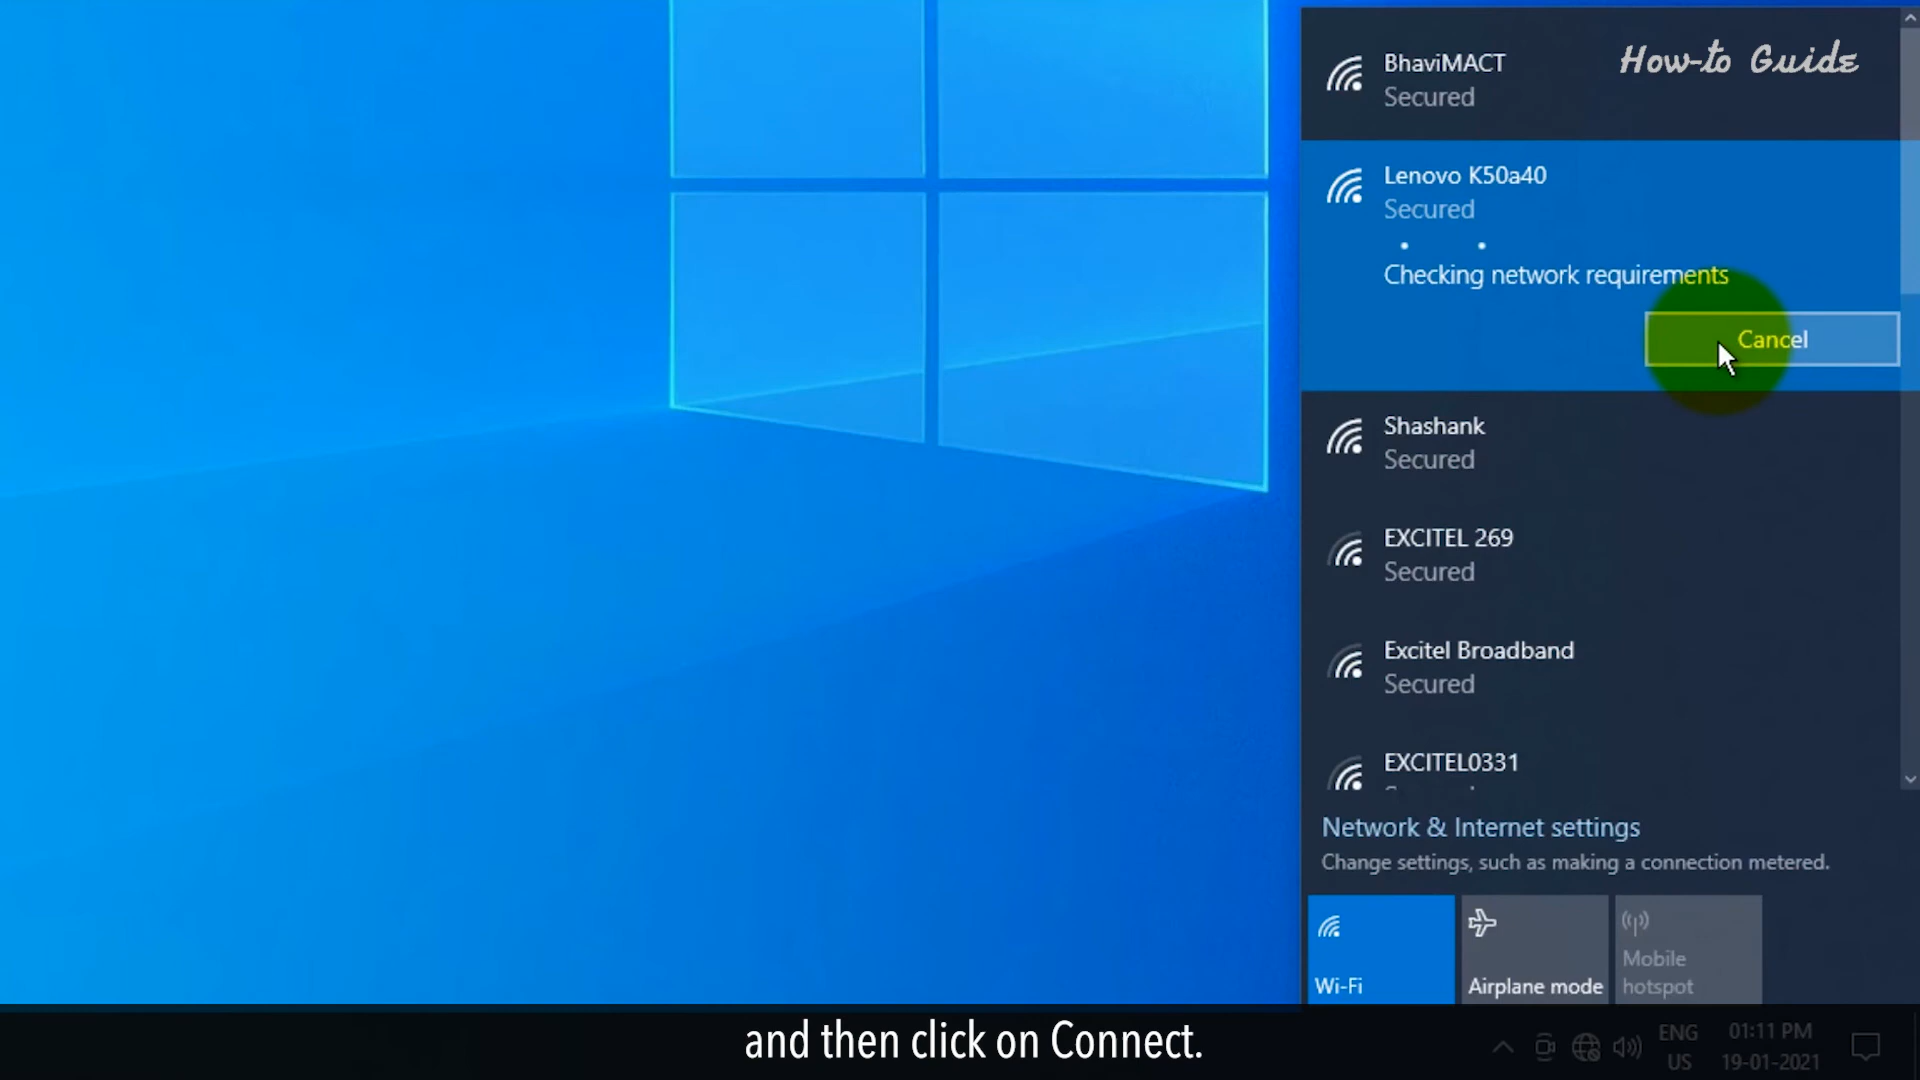 How-to Guide
BhaviMACT
Secured
Lenovo K50a40
Secured
Checking network requirements
Cancel
Shashank
Secured
EXCITEL 269
Secured
Excitel Broadband
Secured
EXCITEL0331
Network & Internet settings
Change settings, such as making a connection metered.
Wi-Fi
Airplane mode
Mobile
hotspot
and then click on Connect.
ENG
US
01:11 PM
19-01-2021